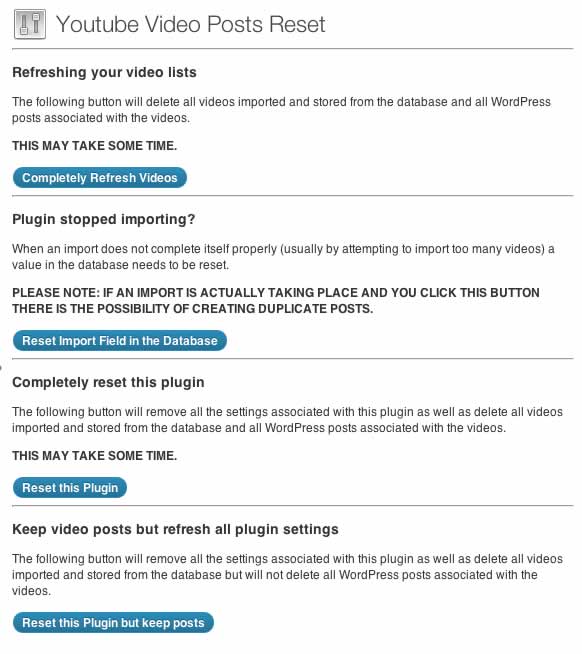 Youtube Video Posts Reset
Refreshing your video lists
The following button will delete all videos imported and stored from the database and all WordPress
posts associated with the videos.
THIS MAY TAKE SOME TIME.
Completely Refresh Videos
Plugin stopped importing?
When an import does not complete itself properly (usually by attempting to import too many videos) a
value in the database needs to be reset.
PLEASE NOTE: IF AN IMPORT IS ACTUALLY TAKING PLACE AND YOU CLICK THIS BUTTON
THERE IS THE POSSIBILITY OF CREATING DUPLICATE POSTS.
Reset Import Field in the Database
Completely reset this plugin
The following button will remove all the settings associated with this plugin as well as delete all videos
imported and stored from the database and all WordPress posts associated with the videos.
THIS MAY TAKE SOME TIME.
Reset this Plugin
Keep video posts but refresh all plugin settings
The following button will remove all the settings associated with this plugin as well as delete all videos
imported and stored from the database but will not delete all WordPress posts associated with the
videos.
Reset this Plugin but keep posts